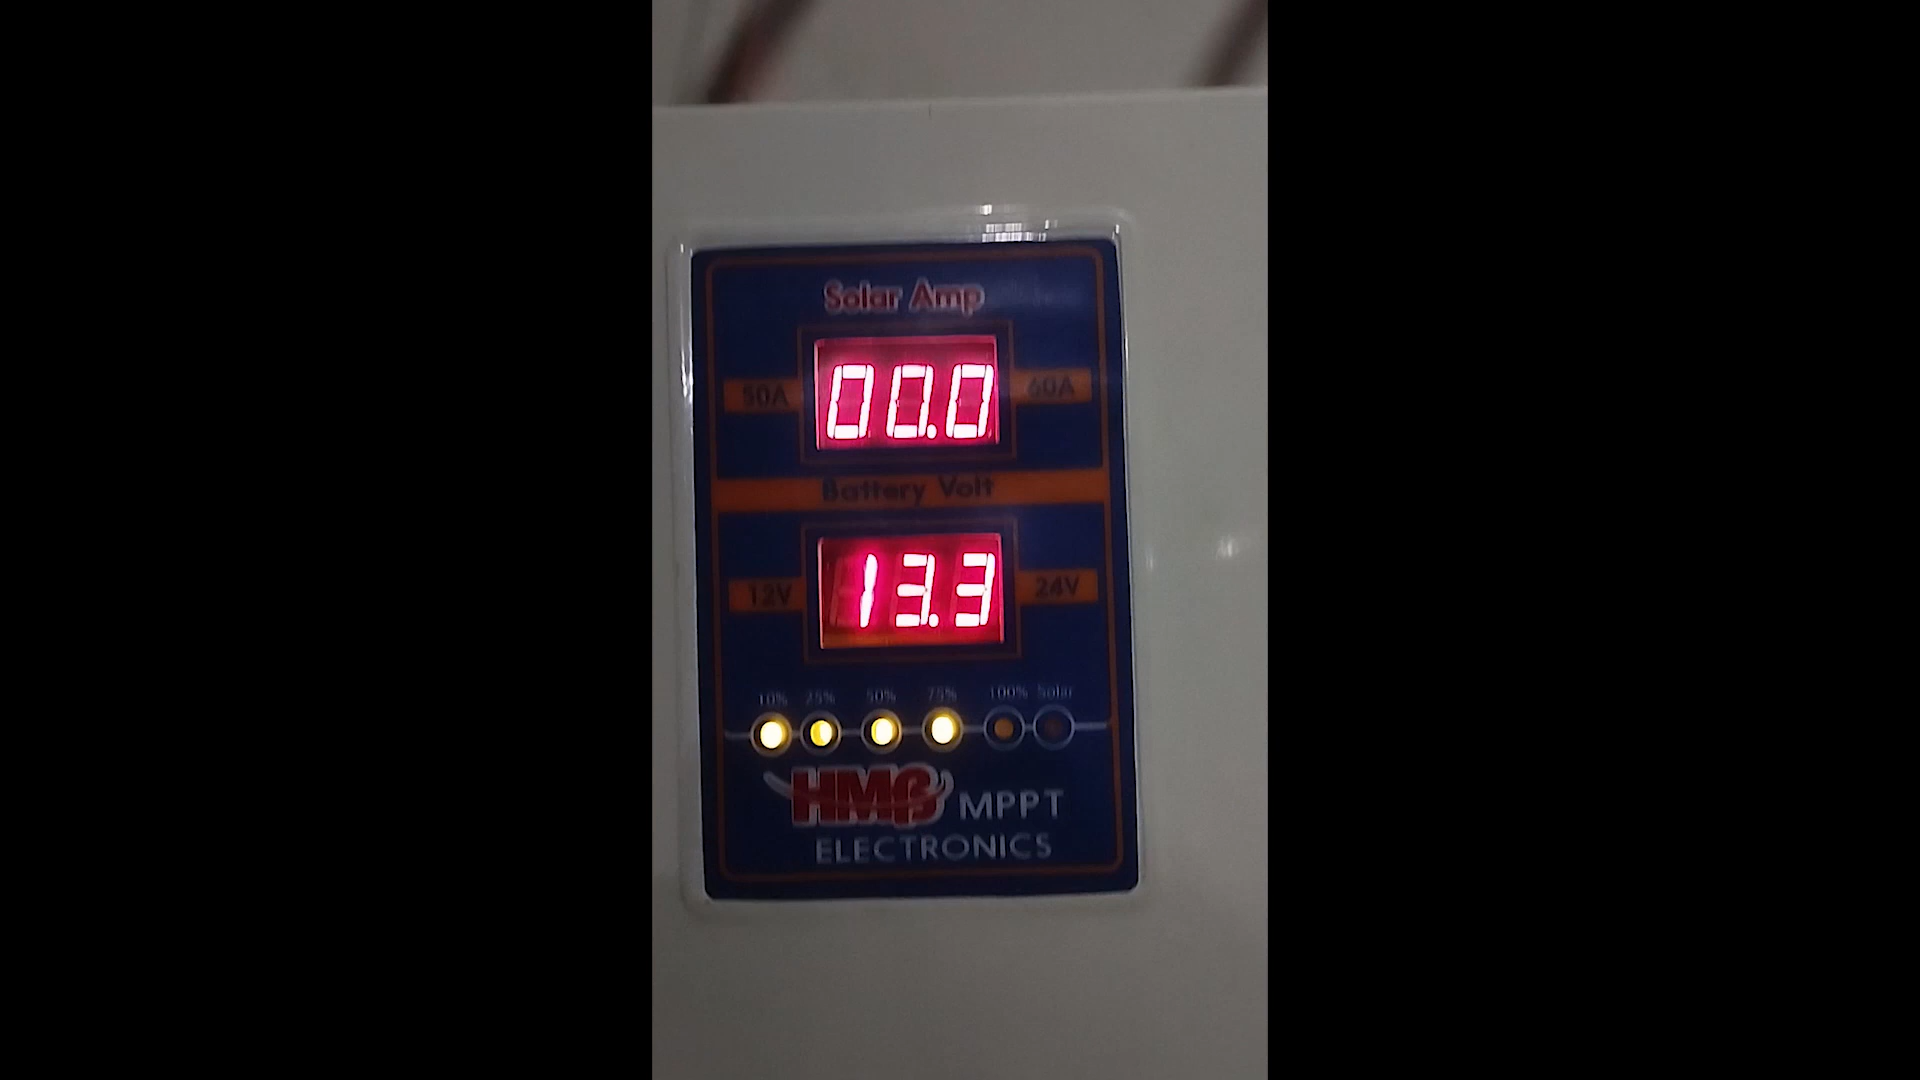 Solar Amp
50A 00.0 60A
Battery Volt
12V 13.3 24V
10% 25% 50% 75% 100% Solar
HMB MPPT
ELECTRONICS